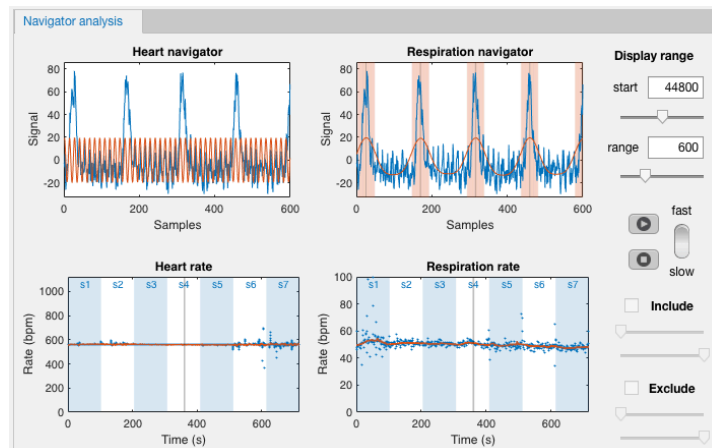 Navigator analysis
Heart navigator
Signal
80
60
40
20
0
-20
0
200
400
600
Samples
Respiration navigator
Signal
80
60
40
20
0
-20
0
200
400
600
Samples
Display range
start 44800
range 600
fast
slow
Heart rate
s1 s2 s3 s4 s5 s6 s7
Rate (bpm)
1000
800
600
400
200
0
0
200
400
600
Time (s)
Respiration rate
s1 s2 s3 s4 s5 s6 s7
Rate (bpm)
100
80
60
40
20
0
0
200
400
600
Time (s)
Include
Exclude